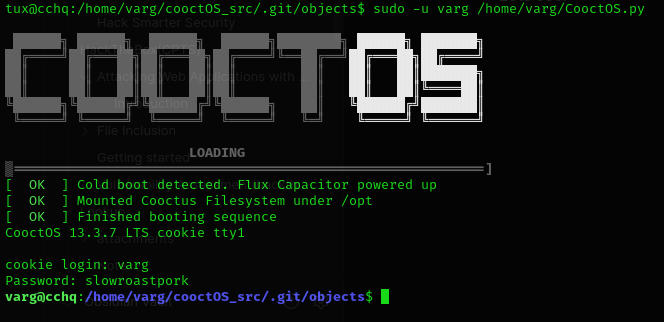 tux@cchq:/home/varg/cooctOS_src/.git/objects$ sudo -u varg /home/varg/CooctOS.py
Hack Smarter Security
COOCTOS
Attacking Web Applications with ...
File Inclusion
Getting started
LOADING
[  OK  ] Cold boot detected. Flux Capacitor powered up
[  OK  ] Mounted Cooctus Filesystem under /opt
[  OK  ] Finished booting sequence
CooctOS 13.3.7 LTS cookie tty1
attachments
cookie login: varg
Password: slowroastpork
varg@cchq:/home/varg/cooctOS_src/.git/objects$